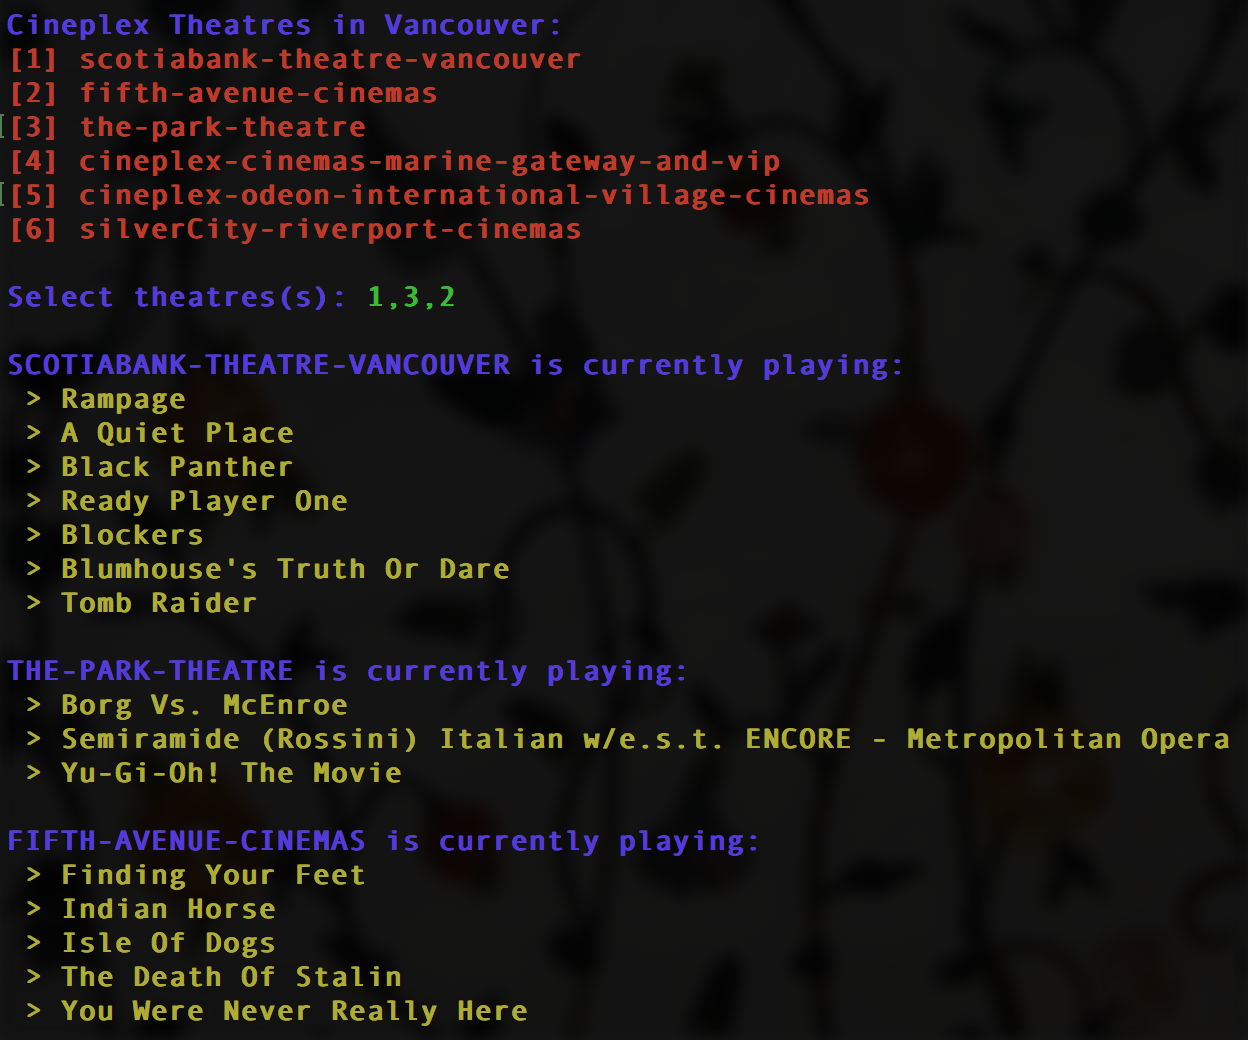 Cineplex Theatres in Vancouver:
[1] scotiabank-theatre-vancouver
[2] fifth-avenue-cinemas
[3] the-park-theatre
[4] cineplex-cinemas-marine-gateway-and-vip
[5] cineplex-odeon-international-village-cinemas
[6] silverCity-riverport-cinemas
Select theatres(s): 1,3,2
SCOTIABANK-THEATRE-VANCOUVER is currently playing:
> Rampage
> A Quiet Place
> Black Panther
> Ready Player One
> Blockers
> Blumhouse's Truth Or Dare
> Tomb Raider
THE-PARK-THEATRE is currently playing:
> Borg Vs. McEnroe
> Semiramide (Rossini) Italian w/e.s.t. ENCORE - Metropolitan Opera
> Yu-Gi-Oh! The Movie
FIFTH-AVENUE-CINEMAS is currently playing:
> Finding Your Feet
> Indian Horse
> Isle Of Dogs
> The Death Of Stalin
> You Were Never Really Here